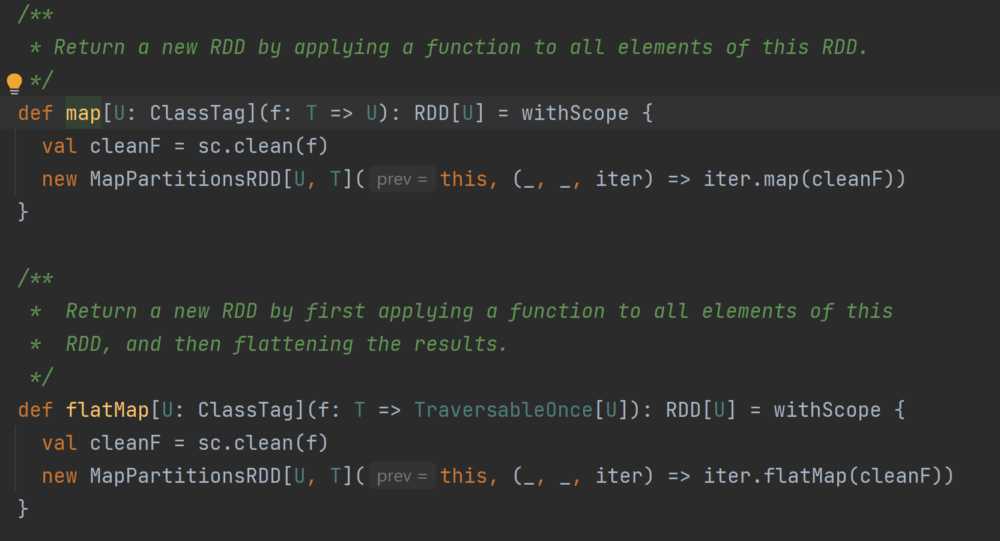 /**
 * Return a new RDD by applying a function to all elements of this RDD.
 */
def map[U: ClassTag](f: T => U): RDD[U] = withScope {
  val cleanF = sc.clean(f)
  new MapPartitionsRDD[U, T]( prev = this, (_, _, iter) => iter.map(cleanF))
}
/**
 *  Return a new RDD by first applying a function to all elements of this
 *  RDD, and then flattening the results.
 */
def flatMap[U: ClassTag](f: T => TraversableOnce[U]): RDD[U] = withScope {
  val cleanF = sc.clean(f)
  new MapPartitionsRDD[U, T]( prev = this, (_, _, iter) => iter.flatMap(cleanF))
}